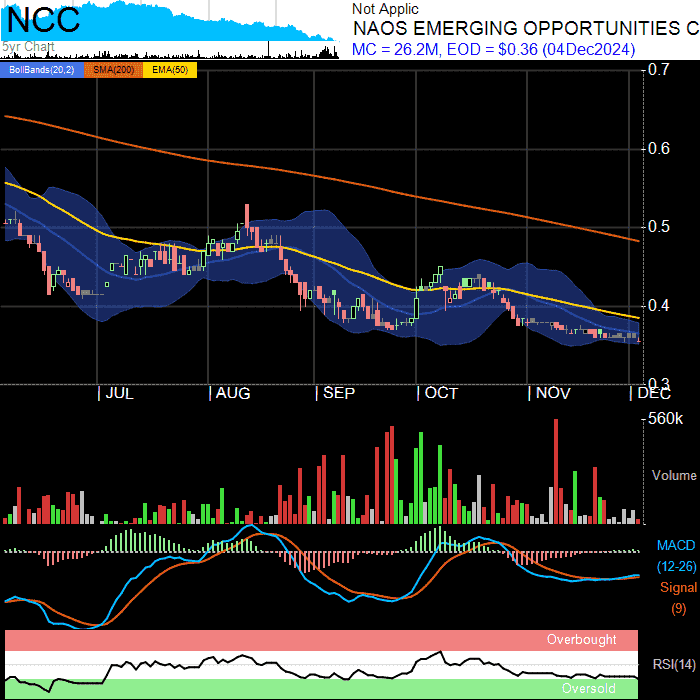 NCC
5yr Chart
Not Applic
NAOS EMERGING OPPORTUNITIES C
MC = 26.2M, EOD = $0.36 (04Dec2024)
BollBands(20,2) SMA(200) EMA(50)
0.7
0.6
0.5
0.4
0.3
JUL AUG SEP OCT NOV DEC
560k
Volume
MACD
(12-26)
Signal
(9)
Overbought
RSI(14)
Oversold